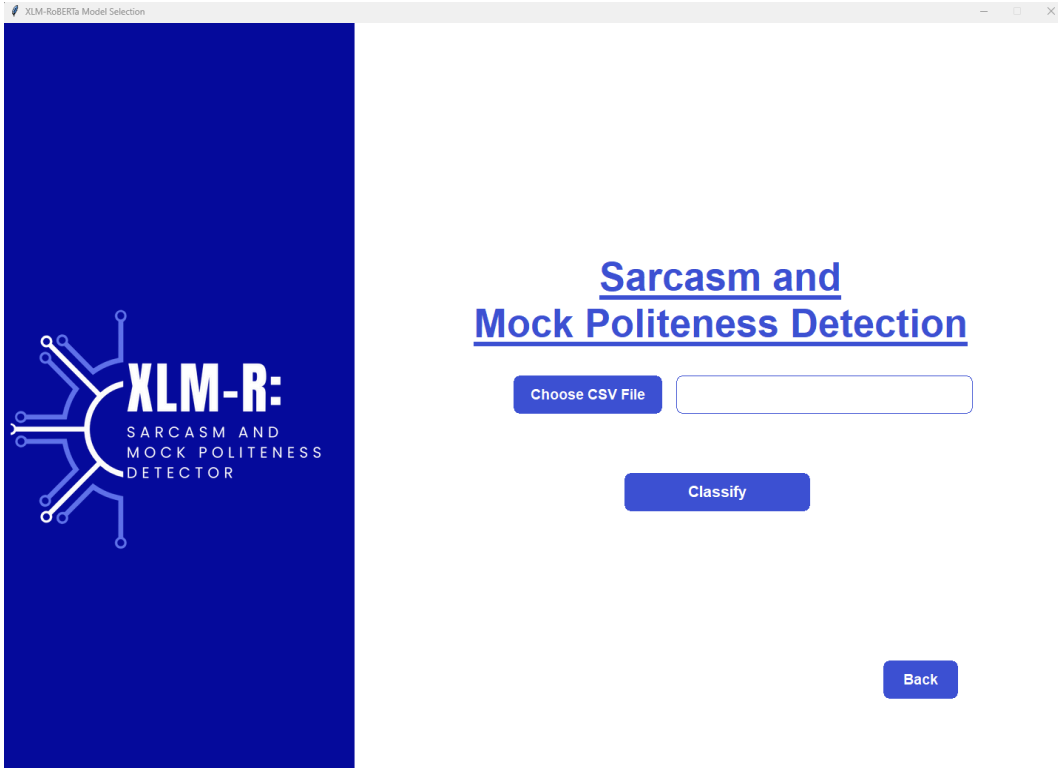 XLM-RoBERTa Model Selection
XLM-R:
SARCASM AND
MOCK POLITENESS
DETECTOR
Sarcasm and
Mock Politeness Detection
Choose CSV File
Classify
Back